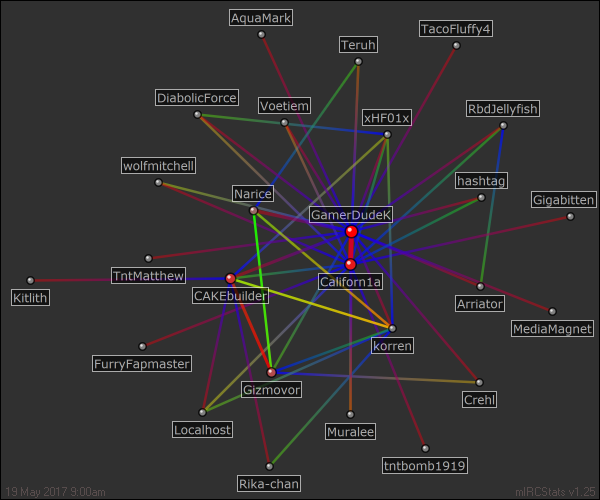 AquaMark
TacoFluffy4
Teruh
DiabolicForce
Voetiem
xHF01x
RbdJellyfish
wolfmitchell
Narice
hashtag
Gigabitten
GamerDudeK
TntMatthew
Californ1a
Kitlith
CAKEbuilder
Arriator
MediaMagnet
korren
FurryFapmaster
Gizmovor
Crehl
Localhost
Muralee
tntbomb1919
Rika-chan
19 May 2017 9:00am
mIRCStats v1.25